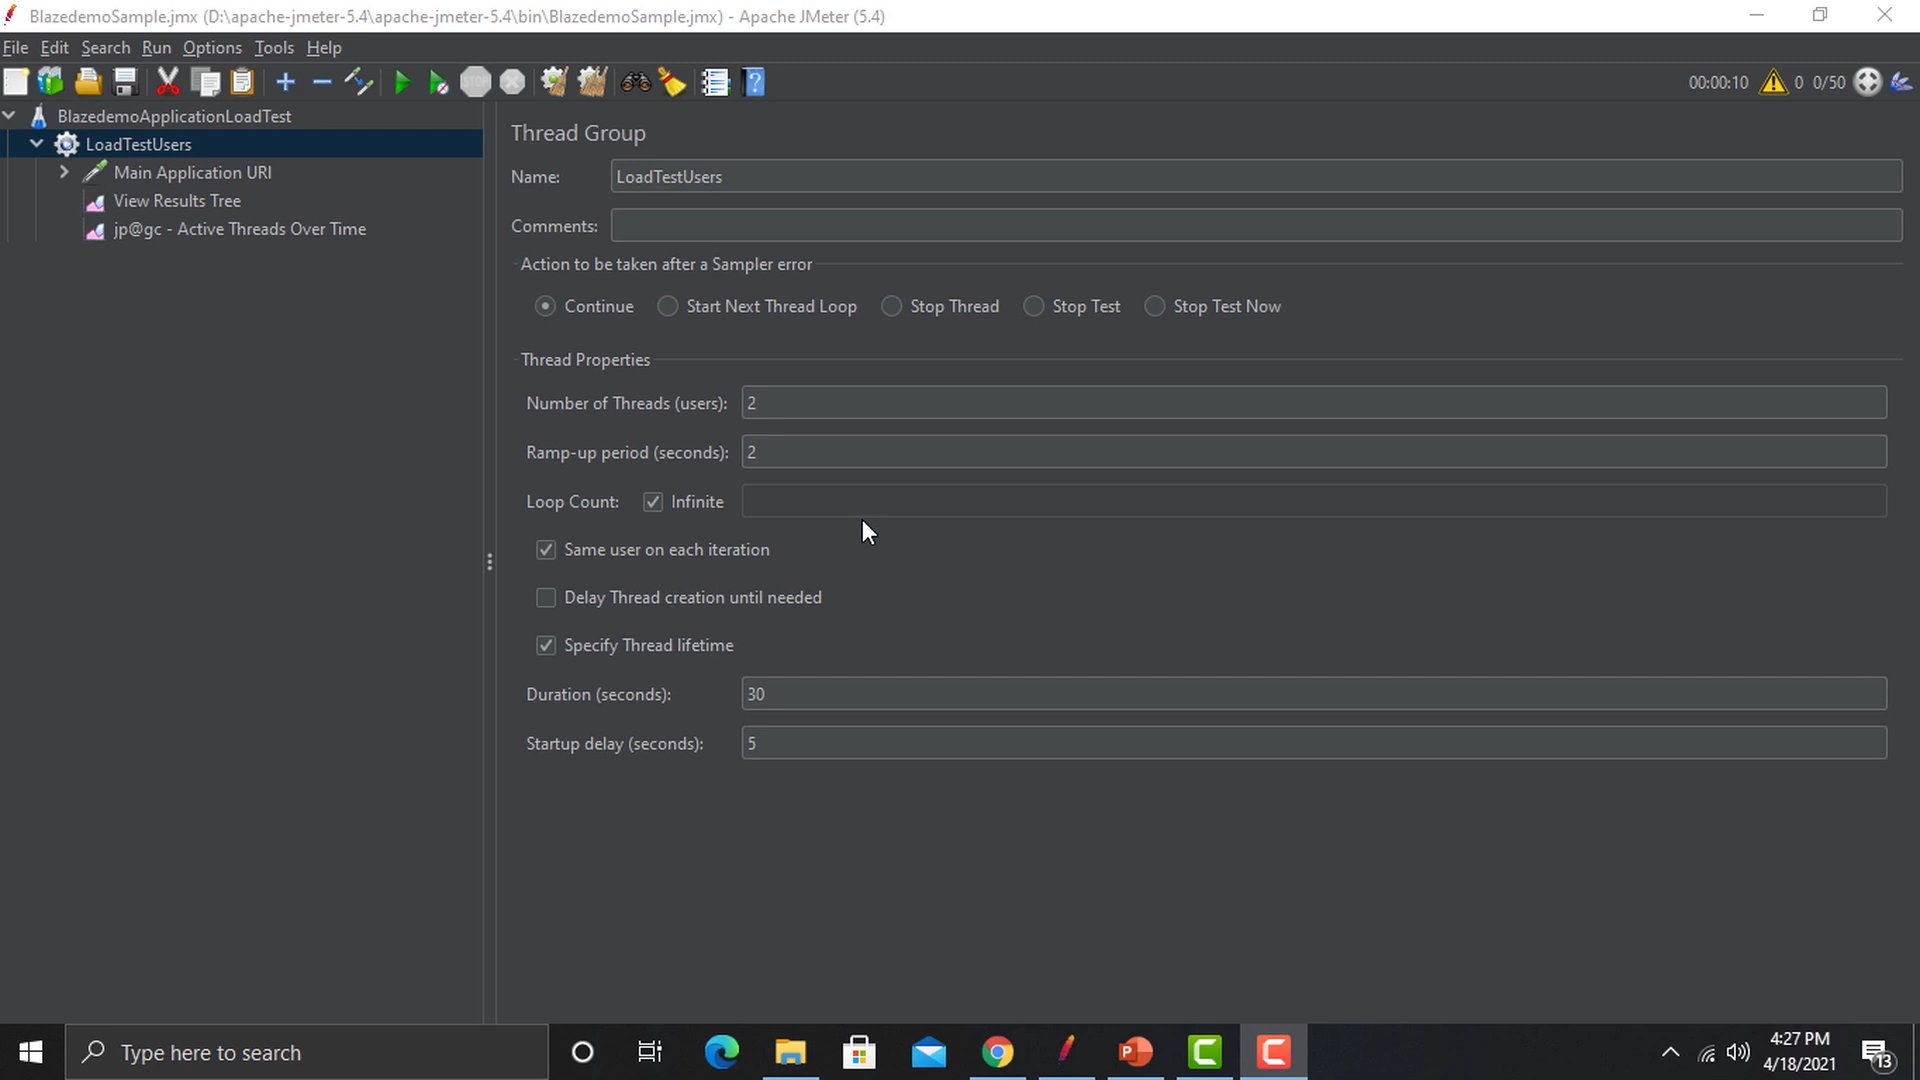 BlazedemoSample.jmx (D:\apache-jmeter-5.4\apache-jmeter-5.4\bin\BlazedemoSample.jmx) - Apache JMeter (5.4)
File Edit Search Run Options Tools Help
STOP ? 00:00:10 0 0/50
BlazedemoApplicationLoadTest
LoadTestUsers
Main Application URI
View Results Tree
jp@gc - Active Threads Over Time
Thread Group
Name: LoadTestUsers
Comments:
Action to be taken after a Sampler error
Continue Start Next Thread Loop Stop Thread Stop Test Stop Test Now
Thread Properties
Number of Threads (users): 2
Ramp-up period (seconds): 2
Loop Count: Infinite
Same user on each iteration
Delay Thread creation until needed
Specify Thread lifetime
Duration (seconds): 30
Startup delay (seconds): 5
Type here to search
P
4:27 PM
4/18/2021
13